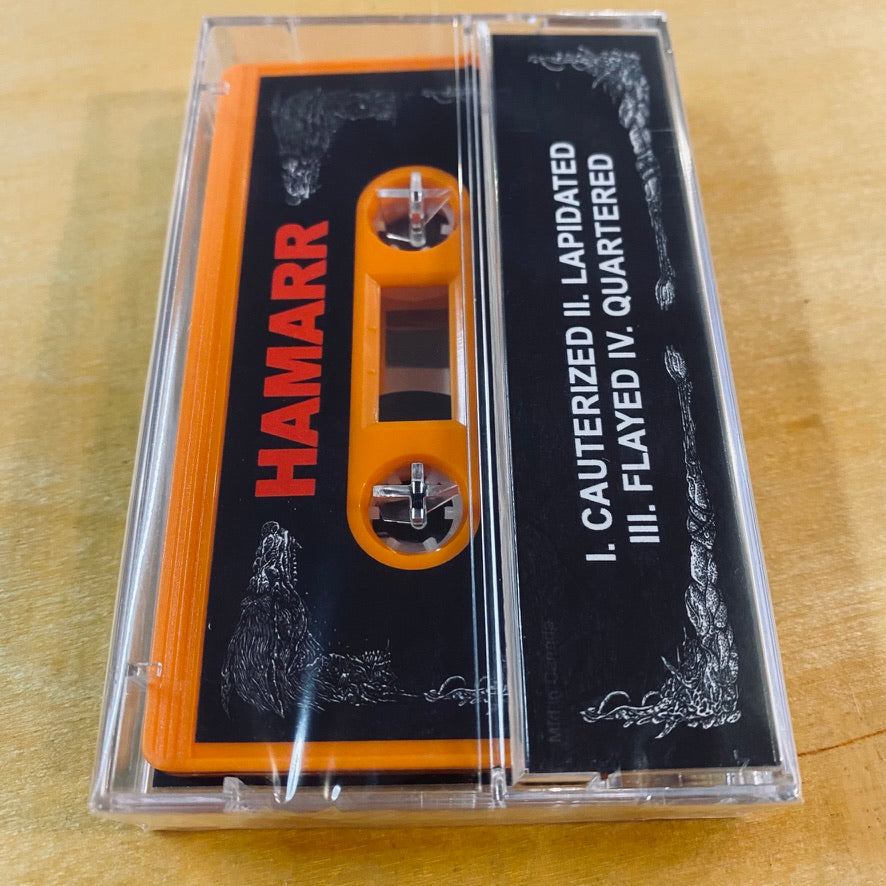 HAMARR
I. CAUTERIZED II. LAPIDATED
III. FLAYED IV. QUARTERED